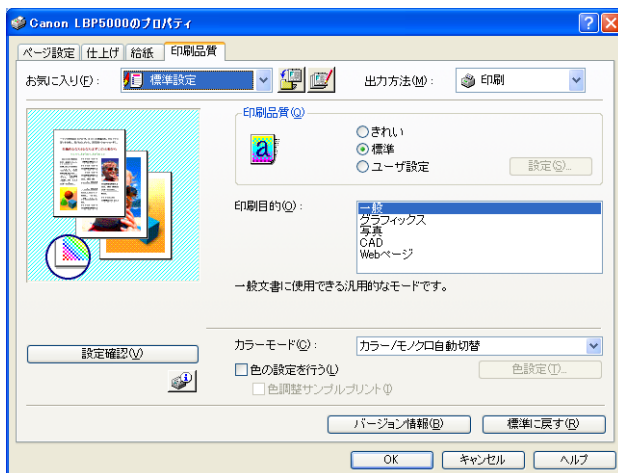 Canon LBP5000のプロパティ
ページ設定 仕上げ 給紙 印刷品質
お気に入り(F): 標準設定 出力方法(M): 印刷
印刷品質(Q)
a
きれい
標準
ユーザ設定 設定(S)...
印刷目的(O): 一般
グラフィックス
写真
CAD
Webページ
一般文書に使用できる汎用的なモードです。
カラーモード(C): カラー/モノクロ自動切替
設定確認(V)
色の設定を行う(L) 色設定(T)...
色調整サンプルプリント(I)
バージョン情報(B) 標準に戻す(R)
OK キャンセル ヘルプ